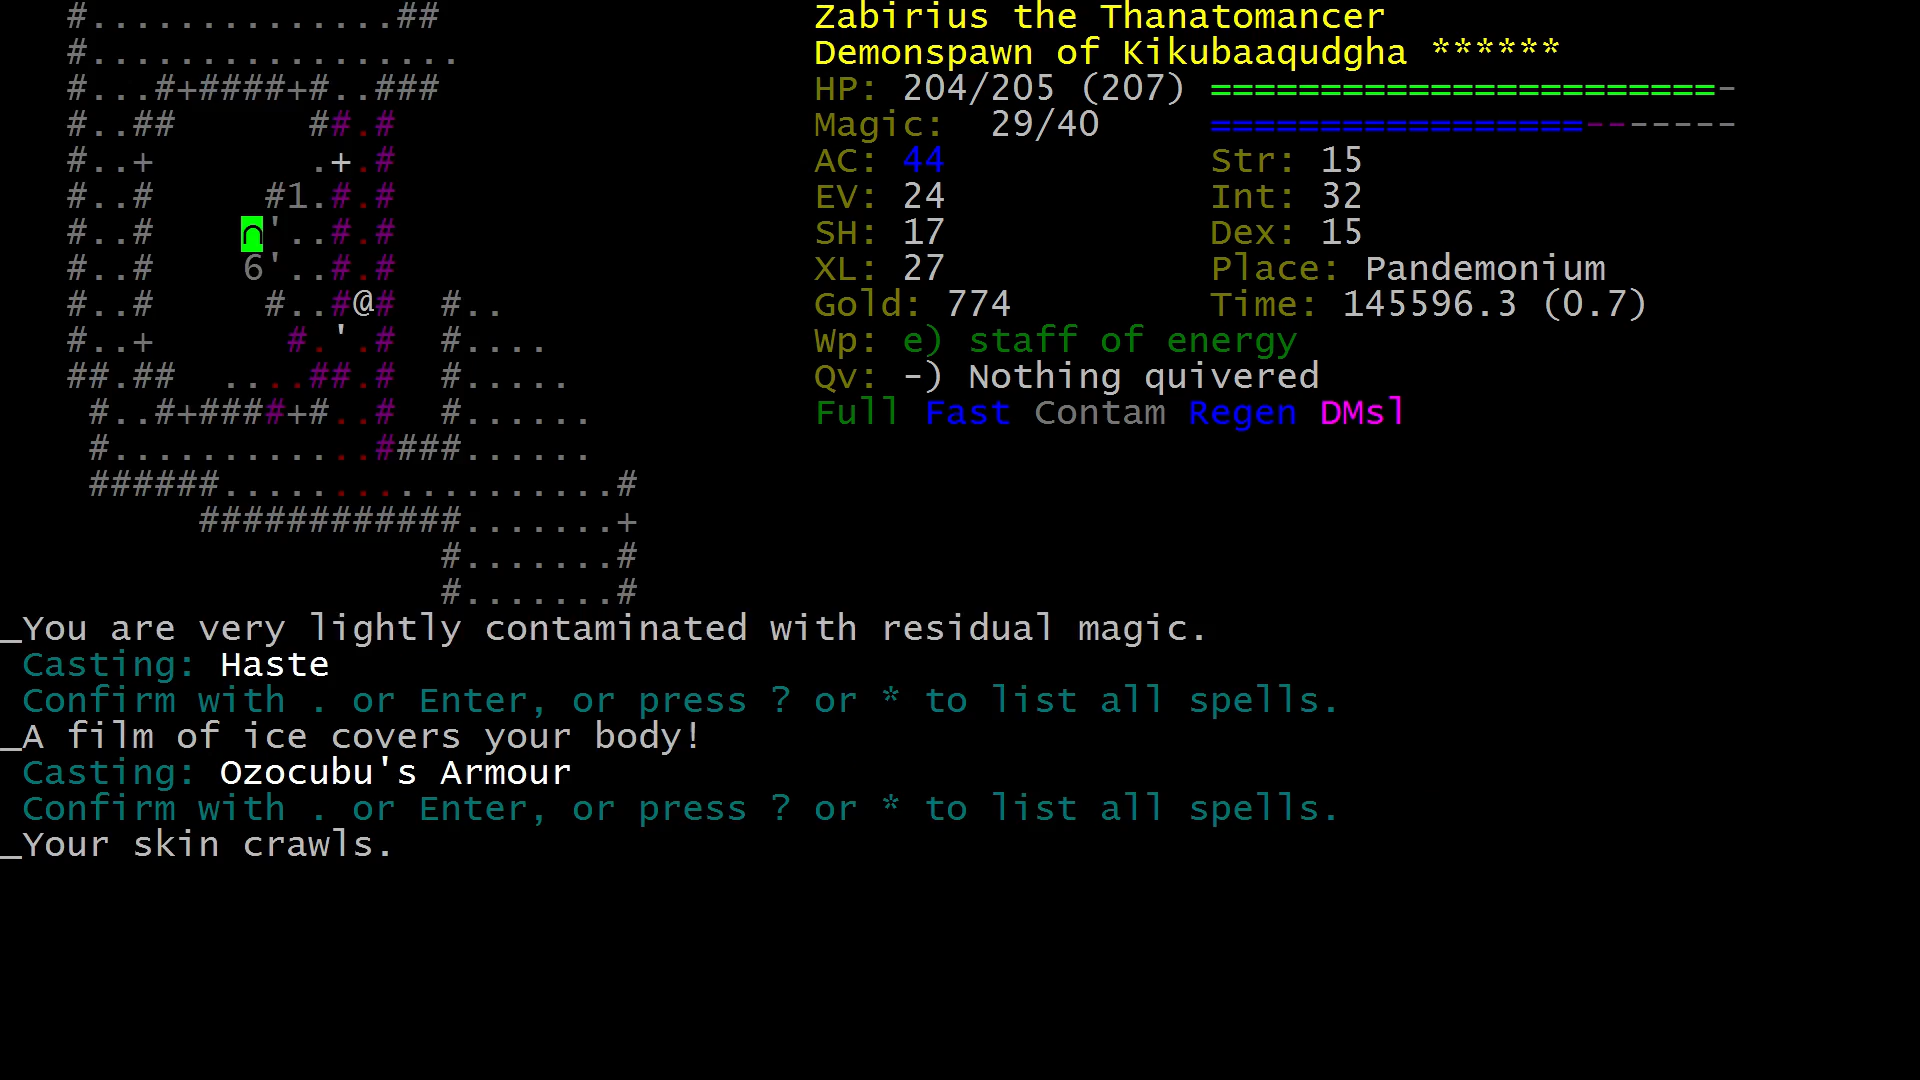 #..............##	Zabirius the Thanatomancer
#.................	Demonspawn of Kikubaaqudgha ******
#...#+####+#..###	HP: 204/205 (207) =======================-
#..##      ##.#	Magic:  29/40 =================--‑‑‑‑‑
#..+       .+.#	AC: 44	Str: 15
#..#     #1.#.#	EV: 24	Int: 32
#..#    ∩'..#.#	SH: 17	Dex: 15
#..#    6'..#.#	XL: 27	Place: Pandemonium
#..#     #..#@#  #..	Gold: 774	Time: 145596.3 (0.7)
#..+      #.'.#  #....	Wp: e) staff of energy
##.##  ....##.#  #.....	Qv: -) Nothing quivered
#..#+####+#..#  #......	Full Fast Contam Regen DMsl
#............####......
######..................#
############.......+
#.......#
#.......#
_You are very lightly contaminated with residual magic.
Casting: Haste
Confirm with . or Enter, or press ? or * to list all spells.
_A film of ice covers your body!
Casting: Ozocubu's Armour
Confirm with . or Enter, or press ? or * to list all spells.
_Your skin crawls.